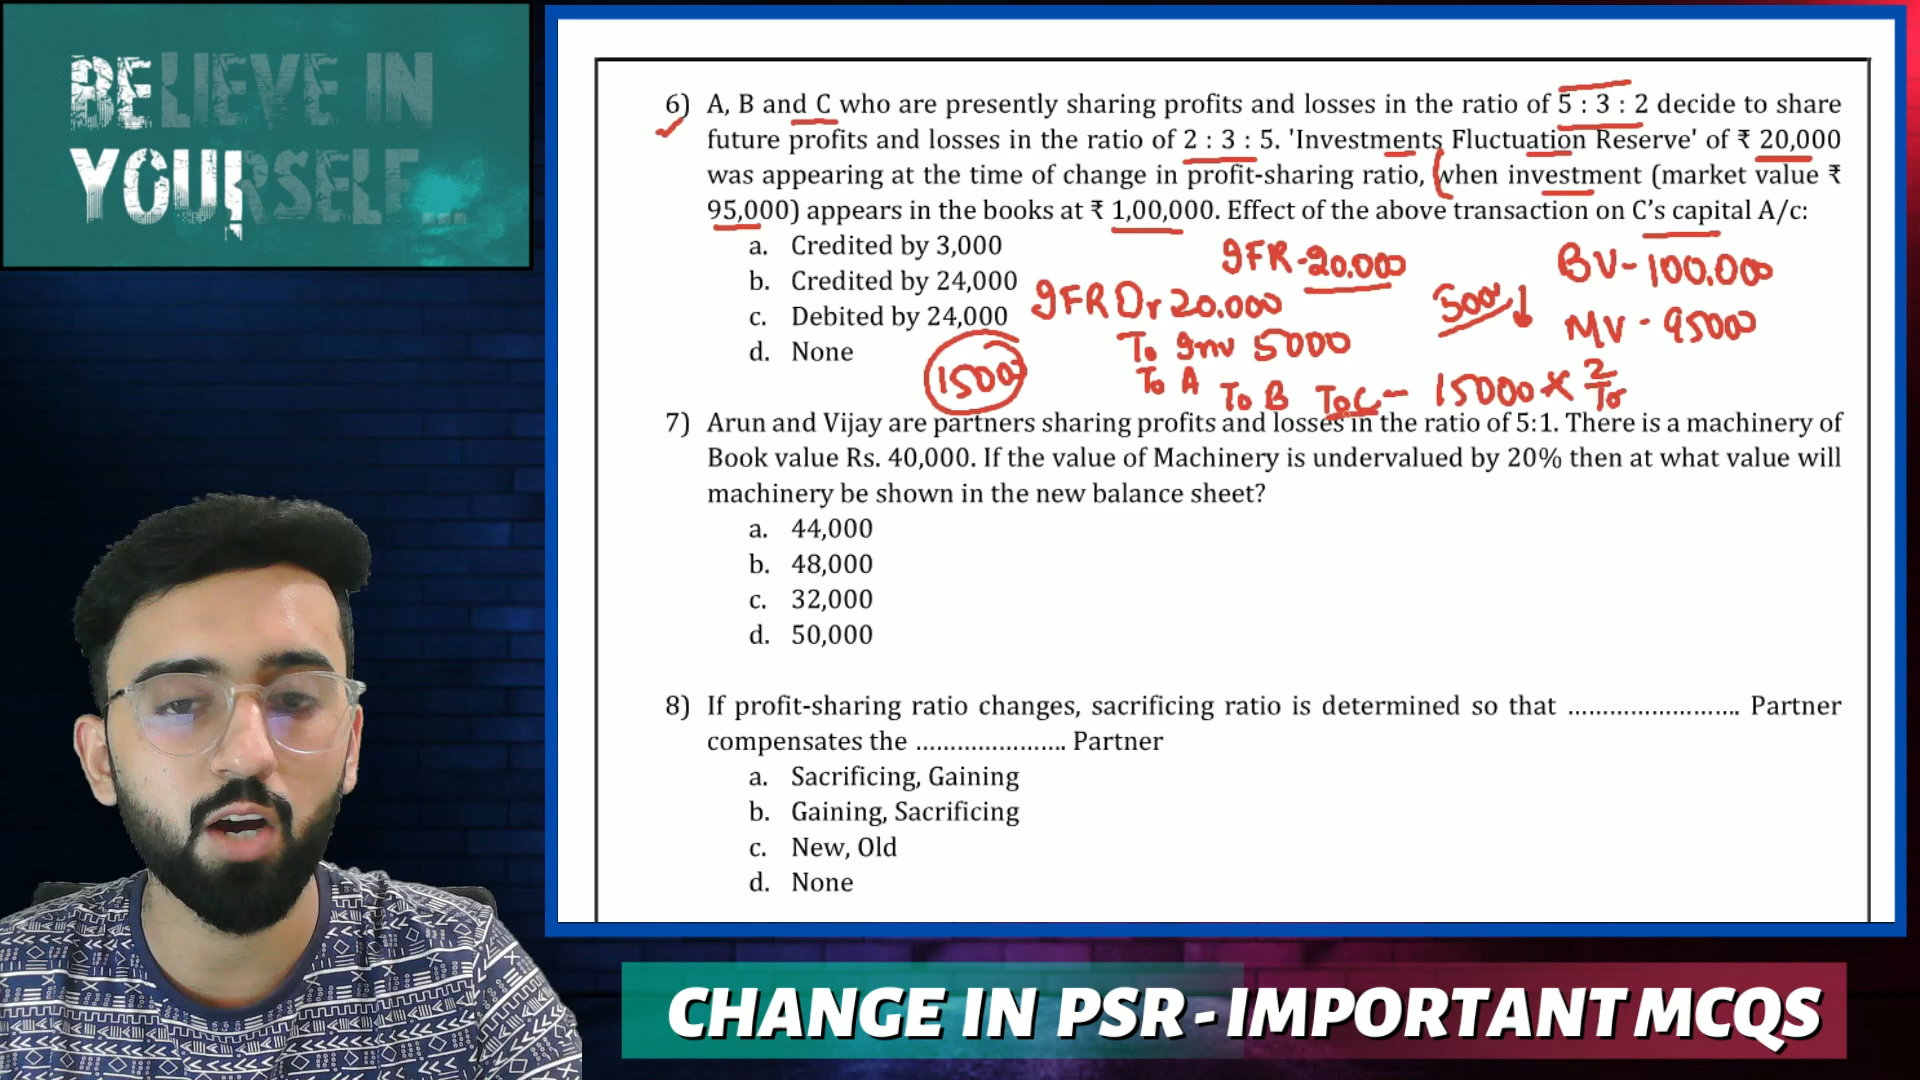 BELIEVE IN
YOURSELF...
6) A, B and C who are presently sharing profits and losses in the ratio of 5 : 3 : 2 decide to share
future profits and losses in the ratio of 2 : 3 : 5. 'Investments Fluctuation Reserve' of ₹ 20,000
was appearing at the time of change in profit-sharing ratio, when investment (market value ₹
95,000) appears in the books at ₹ 1,00,000. Effect of the above transaction on C's capital A/c:
a. Credited by 3,000
b. Credited by 24,000
c. Debited by 24,000
d. None
IFR - 20.000
BV - 100.000
5000 ↓
MV - 95000
IFR Dr 20.000
To Inv 5000
To A To B To C - 15000 × 2/10
15000
7) Arun and Vijay are partners sharing profits and losses in the ratio of 5:1. There is a machinery of
Book value Rs. 40,000. If the value of Machinery is undervalued by 20% then at what value will
machinery be shown in the new balance sheet?
a. 44,000
b. 48,000
c. 32,000
d. 50,000
8) If profit-sharing ratio changes, sacrificing ratio is determined so that ......................... Partner
compensates the ...................... Partner
a. Sacrificing, Gaining
b. Gaining, Sacrificing
c. New, Old
d. None
CHANGE IN PSR - IMPORTANT MCQS